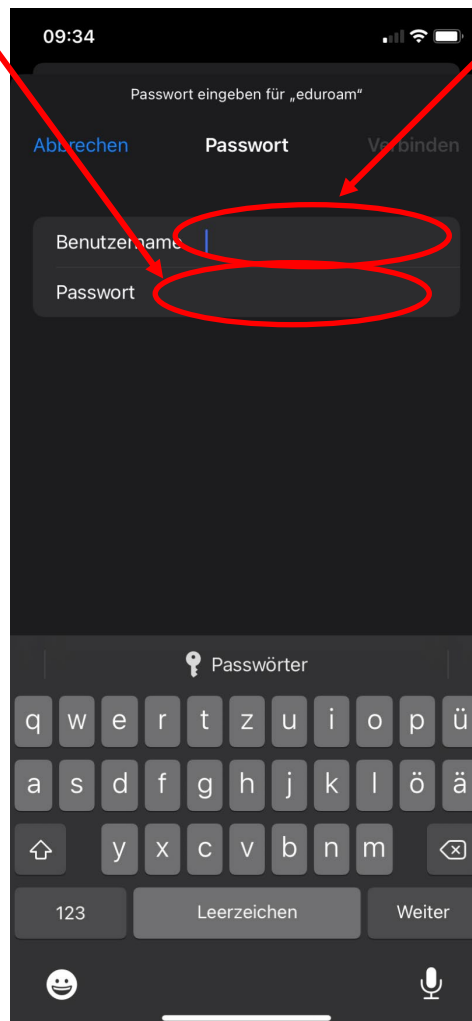 09:34
Passwort eingeben für „eduroam“
Abbrechen Passwort Verbinden
Benutzername
Passwort
Passwörter
q w e r t z u i o p ü
a s d f g h j k l ö ä
y x c v b n m
123 Leerzeichen Weiter